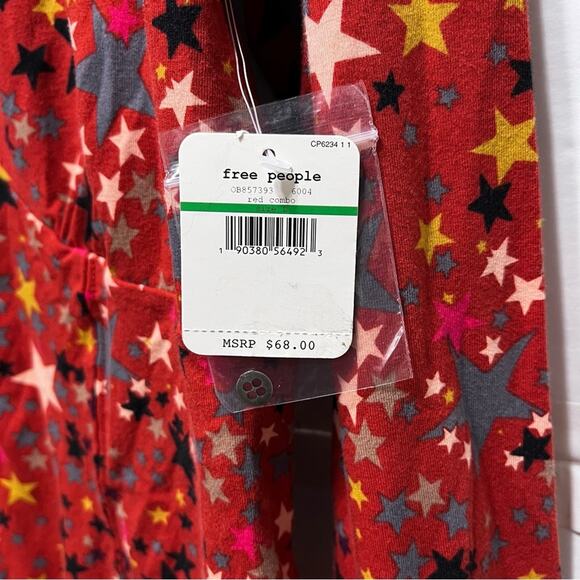 CP6234 1 1
free people
OB857393 6004
red combo
1 90380 56492 3
MSRP $68.00